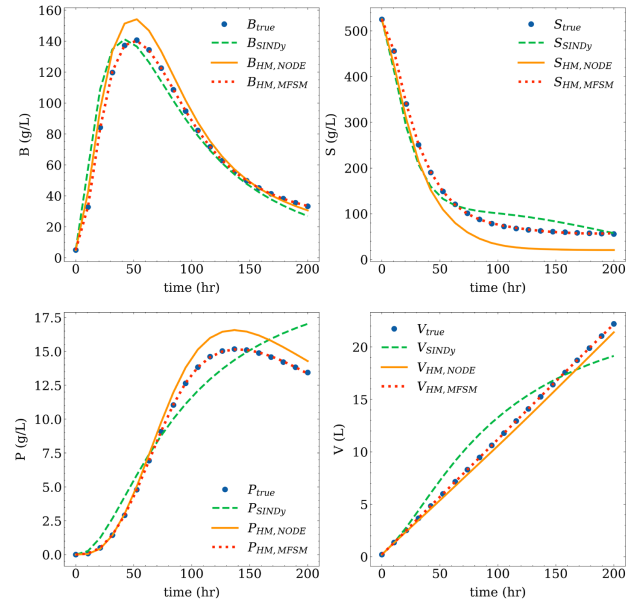 160
140
120
100
80
60
40
20
0
B (g/L)
B_true
B_SINDy
B_HM,NODE
B_HM,MFSM
0 50 100 150 200
time (hr)
500
400
300
200
100
0
S (g/L)
S_true
S_SINDy
S_HM,NODE
S_HM,MFSM
0 50 100 150 200
time (hr)
17.5
15.0
12.5
10.0
7.5
5.0
2.5
0.0
P (g/L)
P_true
P_SINDy
P_HM,NODE
P_HM,MFSM
0 50 100 150 200
time (hr)
20
15
10
5
0
V (L)
V_true
V_SINDy
V_HM,NODE
V_HM,MFSM
0 50 100 150 200
time (hr)